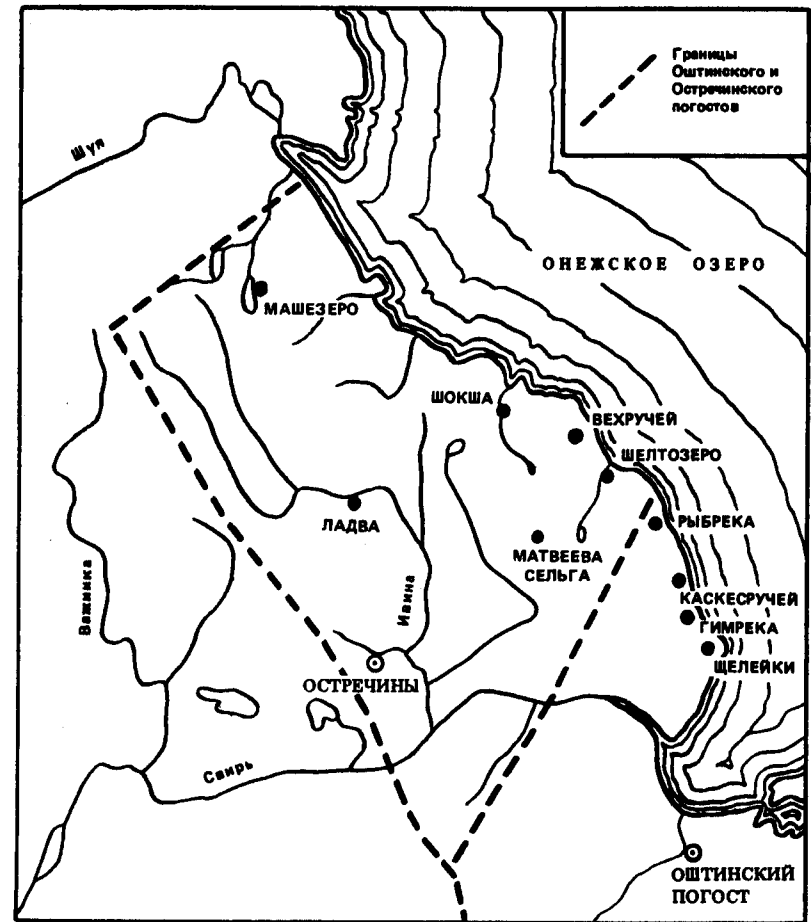 Границы
Оштинского и
Остречинского
погостов
Шуя
ОНЕЖСКОЕ ОЗЕРО
МАШЕЗЕРО
ШОКША
ВЕХРУЧЕЙ
ШЕЛТОЗЕРО
ЛАДВА
РЫБРЕКА
МАТВЕЕВА
СЕЛЬГА
Важинка
Ивина
КАСКЕСРУЧЕЙ
ГИМРЕКА
ЩЕЛЕЙКИ
ОСТРЕЧИНЫ
Свирь
ОШТИНСКИЙ
ПОГОСТ